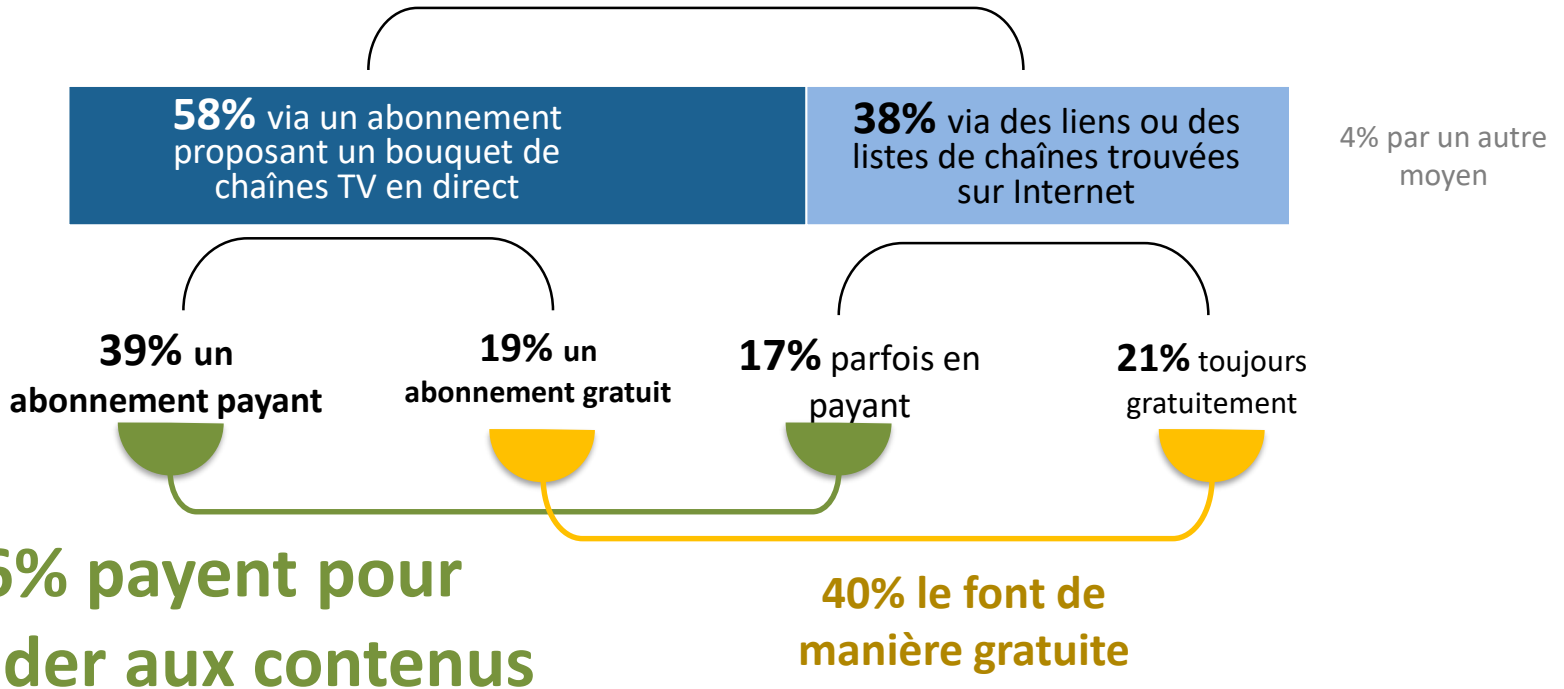 58% via un abonnement
proposant un bouquet de
chaînes TV en direct
38% via des liens ou des
listes de chaînes trouvées
sur Internet
4% par un autre
moyen
39% un
abonnement payant
19% un
abonnement gratuit
17% parfois en
payant
21% toujours
gratuitement
6% payent pour
der aux contenus
40% le font de
manière gratuite